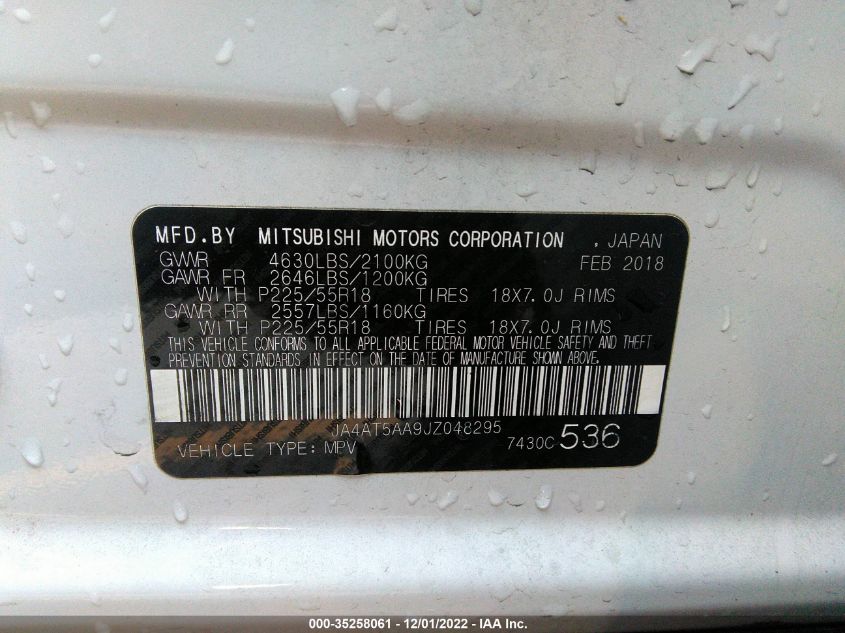 MFD.BY MITSUBISHI MOTORS CORPORATION , JAPAN
GVWR 4630LBS/2100KG FEB 2018
GAWR FR 2646LBS/1200KG
WITH P225/55R18 TIRES 18X7.0J RIMS
GAWR RR 2557LBS/1160KG
WITH P225/55R18 TIRES 18X7.0J RIMS
THIS VEHICLE CONFORMS TO ALL APPLICABLE FEDERAL MOTOR VEHICLE SAFETY AND THEFT
PREVENTION STANDARDS IN EFFECT ON THE DATE OF MANUFACTURE SHOWN ABOVE.
JA4AT5AA9JZ048295
VEHICLE TYPE: MPV 7430C 536
000-35258061 - 12/01/2022 - IAA Inc.